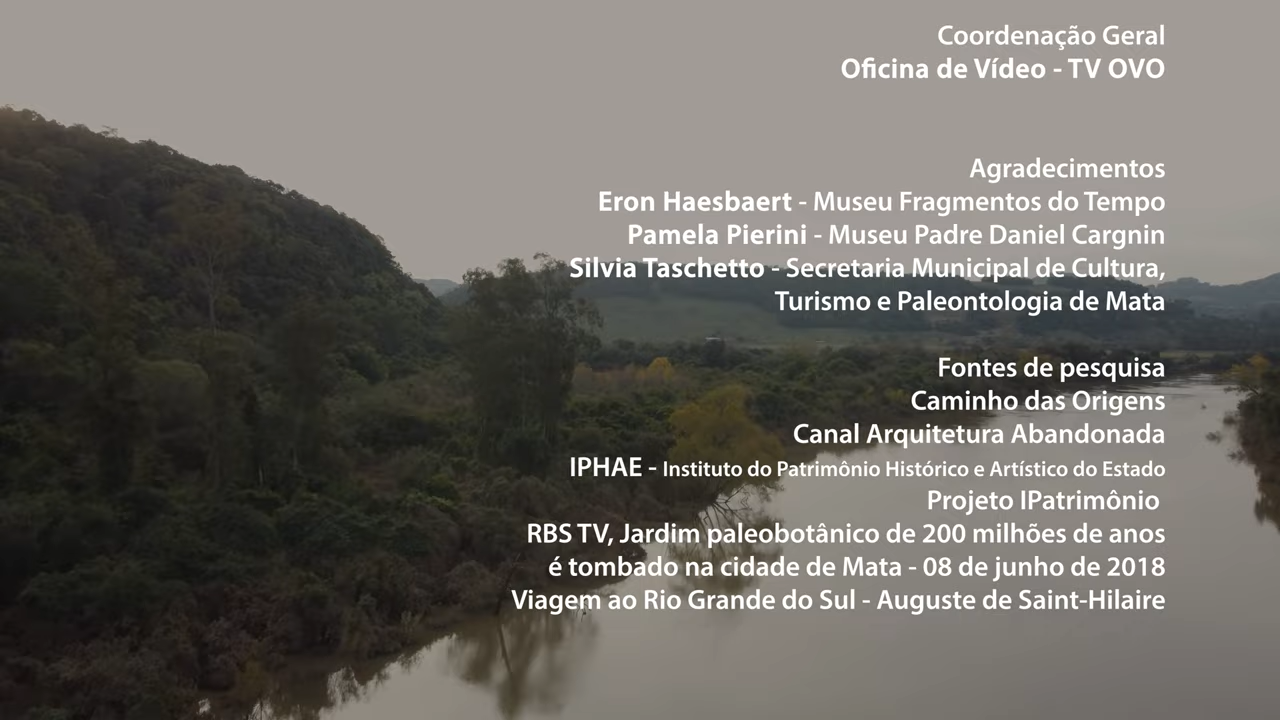 Coordenação Geral
Oficina de Vídeo - TV OVO
Agradecimentos
Eron Haesbaert - Museu Fragmentos do Tempo
Pamela Pierini - Museu Padre Daniel Cargnin
Silvia Taschetto - Secretaria Municipal de Cultura,
Turismo e Paleontologia de Mata
Fontes de pesquisa
Caminho das Origens
Canal Arquitetura Abandonada
IPHAE - Instituto do Patrimônio Histórico e Artístico do Estado
Projeto IPatrimônio
RBS TV, Jardim paleobotânico de 200 milhões de anos
é tombado na cidade de Mata - 08 de junho de 2018
Viagem ao Rio Grande do Sul - Auguste de Saint-Hilaire